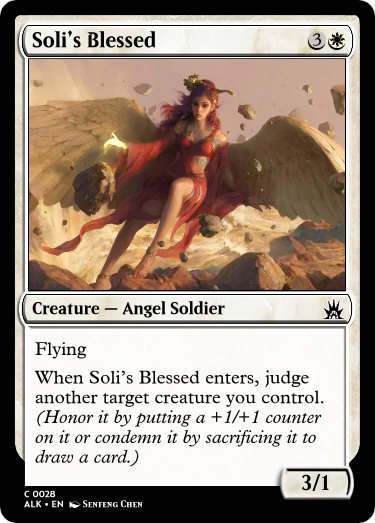 Soli's Blessed 3
Creature — Angel Soldier
Flying
When Soli's Blessed enters, judge
another target creature you control.
(Honor it by putting a +1/+1 counter
on it or condemn it by sacrificing it to
draw a card.)
3/1
C 0028
ALK • EN Senfeng Chen